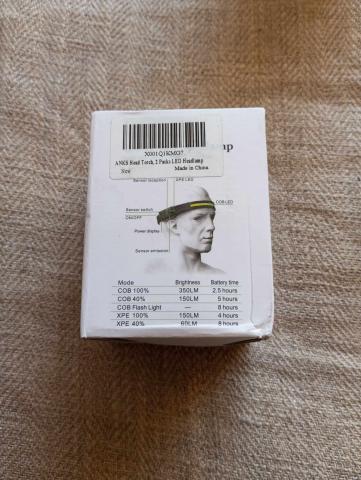 mp
X001Q1KMG7
ANKS Head Torch, 2 Packs LED Headlamp
New
Made in China
Sensor reception
XPE LED
COB LED
Sensor switch
ON/OFF
Power display
Sensor emission
Mode Brightness Battery time
COB 100% 350LM 2.5 hours
COB 40% 150LM 5 hours
COB Flash Light — 8 hours
XPE 100% 150LM 4 hours
XPE 40% 60LM 8 hours